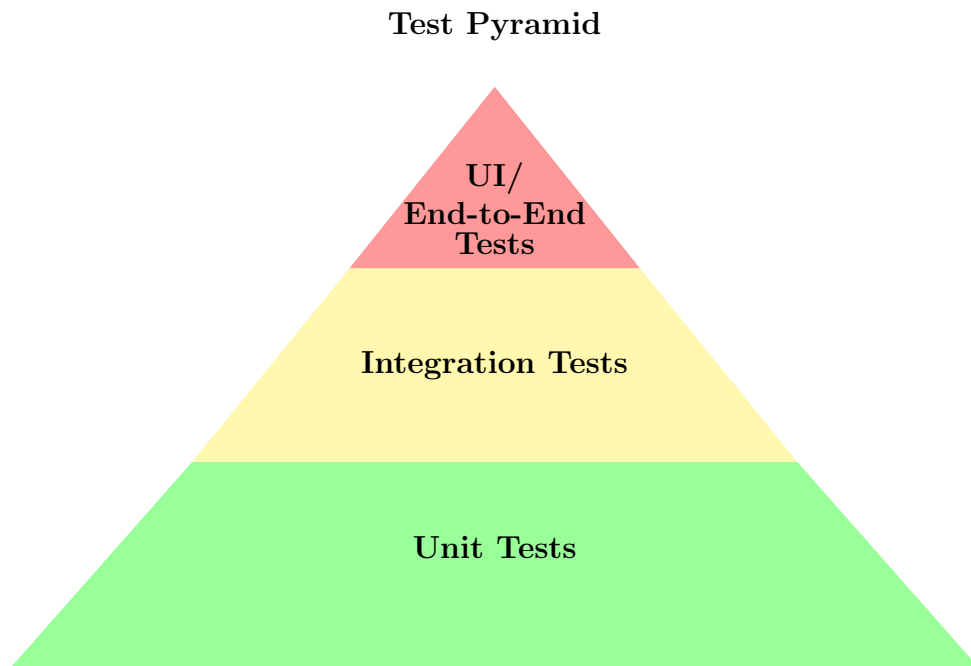 Test Pyramid
UI/
End-to-End
Tests
Integration Tests
Unit Tests